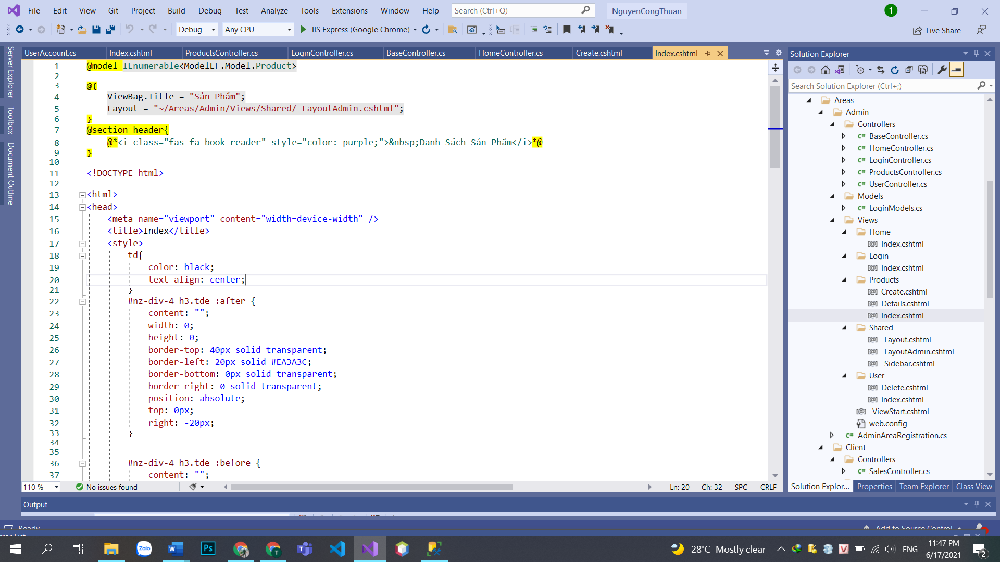 File Edit View Git Project Build Debug Test Analyze Tools Extensions Window Help Search (Ctrl+Q) NguyenCongThuan 1
Debug Any CPU IIS Express (Google Chrome) Live Share
Server Explorer
Toolbox
Document Outline
UserAccount.cs Index.cshtml ProductsController.cs LoginController.cs BaseController.cs HomeController.cs Create.cshtml Index.cshtml
1 @model IEnumerable<ModelEF.Model.Product>
2
3 @{
4 ViewBag.Title = "Sản Phẩm";
5 Layout = "~/Areas/Admin/Views/Shared/_LayoutAdmin.cshtml";
6 }
7 @section header{
8 @*<i class="fas fa-book-reader" style="color: purple;">&nbsp;Danh Sách Sản Phẩm</i>*@
9 }
10
11 <!DOCTYPE html>
12
13 <html>
14 <head>
15 <meta name="viewport" content="width=device-width" />
16 <title>Index</title>
17 <style>
18 td{
19 color: black;
20 text-align: center;
21 }
22 #nz-div-4 h3.tde :after {
23 content: "";
24 width: 0;
25 height: 0;
26 border-top: 40px solid transparent;
27 border-left: 20px solid #EA3A3C;
28 border-bottom: 0px solid transparent;
29 border-right: 0 solid transparent;
30 position: absolute;
31 top: 0px;
32 right: -20px;
33 }
34
35
36 #nz-div-4 h3.tde :before {
37 content: "";
110 % No issues found Ln: 20 Ch: 32 SPC CRLF
Solution Explorer
Search Solution Explorer (Ctrl+;)
Areas
Admin
Controllers
C# BaseController.cs
C# HomeController.cs
C# LoginController.cs
C# ProductsController.cs
C# UserController.cs
Models
C# LoginModels.cs
Views
Home
[@] Index.cshtml
Login
[@] Index.cshtml
Products
[@] Create.cshtml
[@] Details.cshtml
[@] Index.cshtml
Shared
[@] _Layout.cshtml
[@] _LayoutAdmin.cshtml
[@] _Sidebar.cshtml
User
[@] Delete.cshtml
[@] Index.cshtml
[@] _ViewStart.cshtml
web.config
C# AdminAreaRegistration.cs
Client
Controllers
C# SalesController.cs
Solution Explor... Properties Team Explorer Class View
Output
Ready Add to Source Control
Zalo Ps T 28°C Mostly clear V ENG 11:47 PM
6/17/2021 2